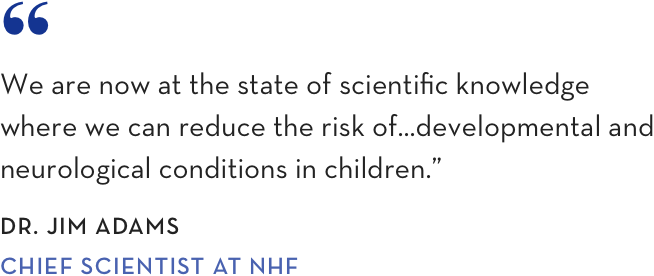 “
We are now at the state of scientific knowledge
where we can reduce the risk of...developmental and
neurological conditions in children.”
DR. JIM ADAMS
CHIEF SCIENTIST AT NHF